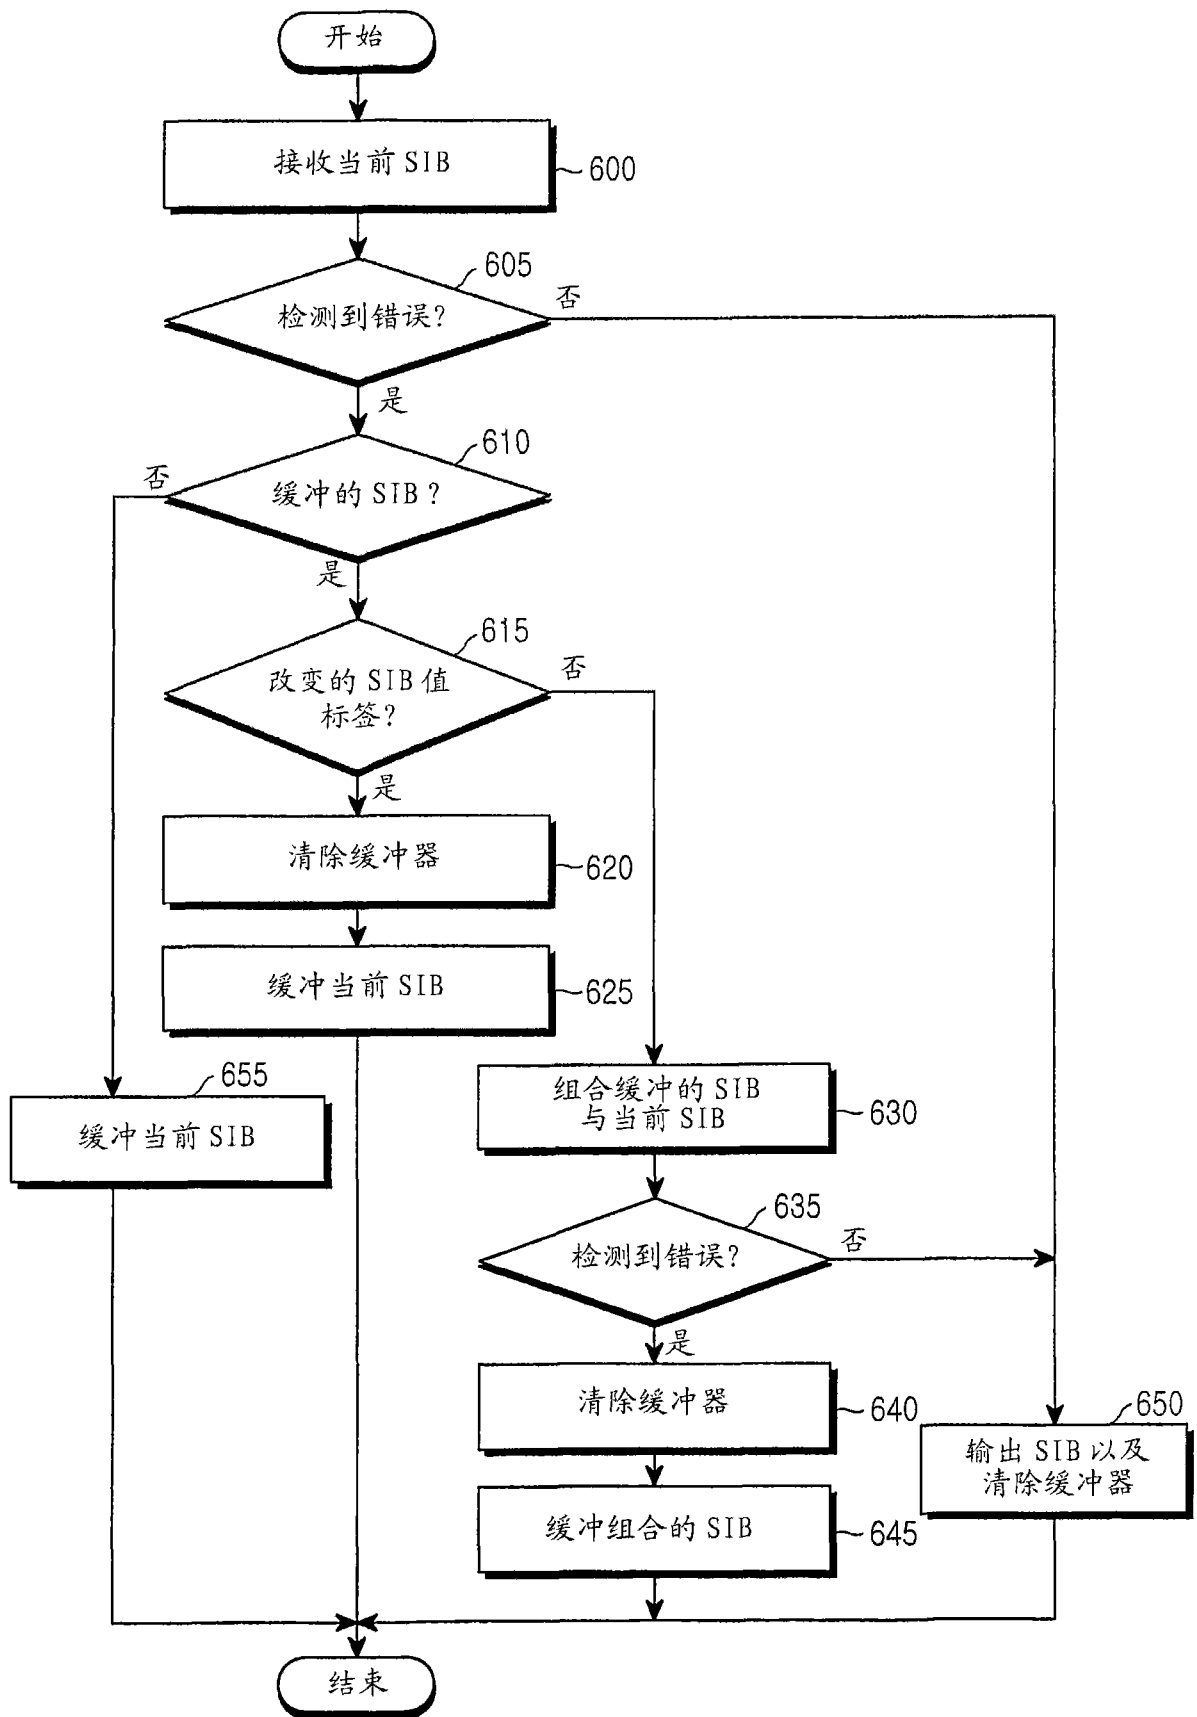 开始
接收当前 SIB
600
605
检测到错误?
否
是
610
缓冲的 SIB?
否
是
615
改变的 SIB 值
标签?
否
是
清除缓冲器
620
缓冲当前 SIB
625
655
缓冲当前 SIB
组合缓冲的 SIB
与当前 SIB
630
635
检测到错误?
否
是
清除缓冲器
640
650
输出 SIB 以及
清除缓冲器
缓冲组合的 SIB
645
结束